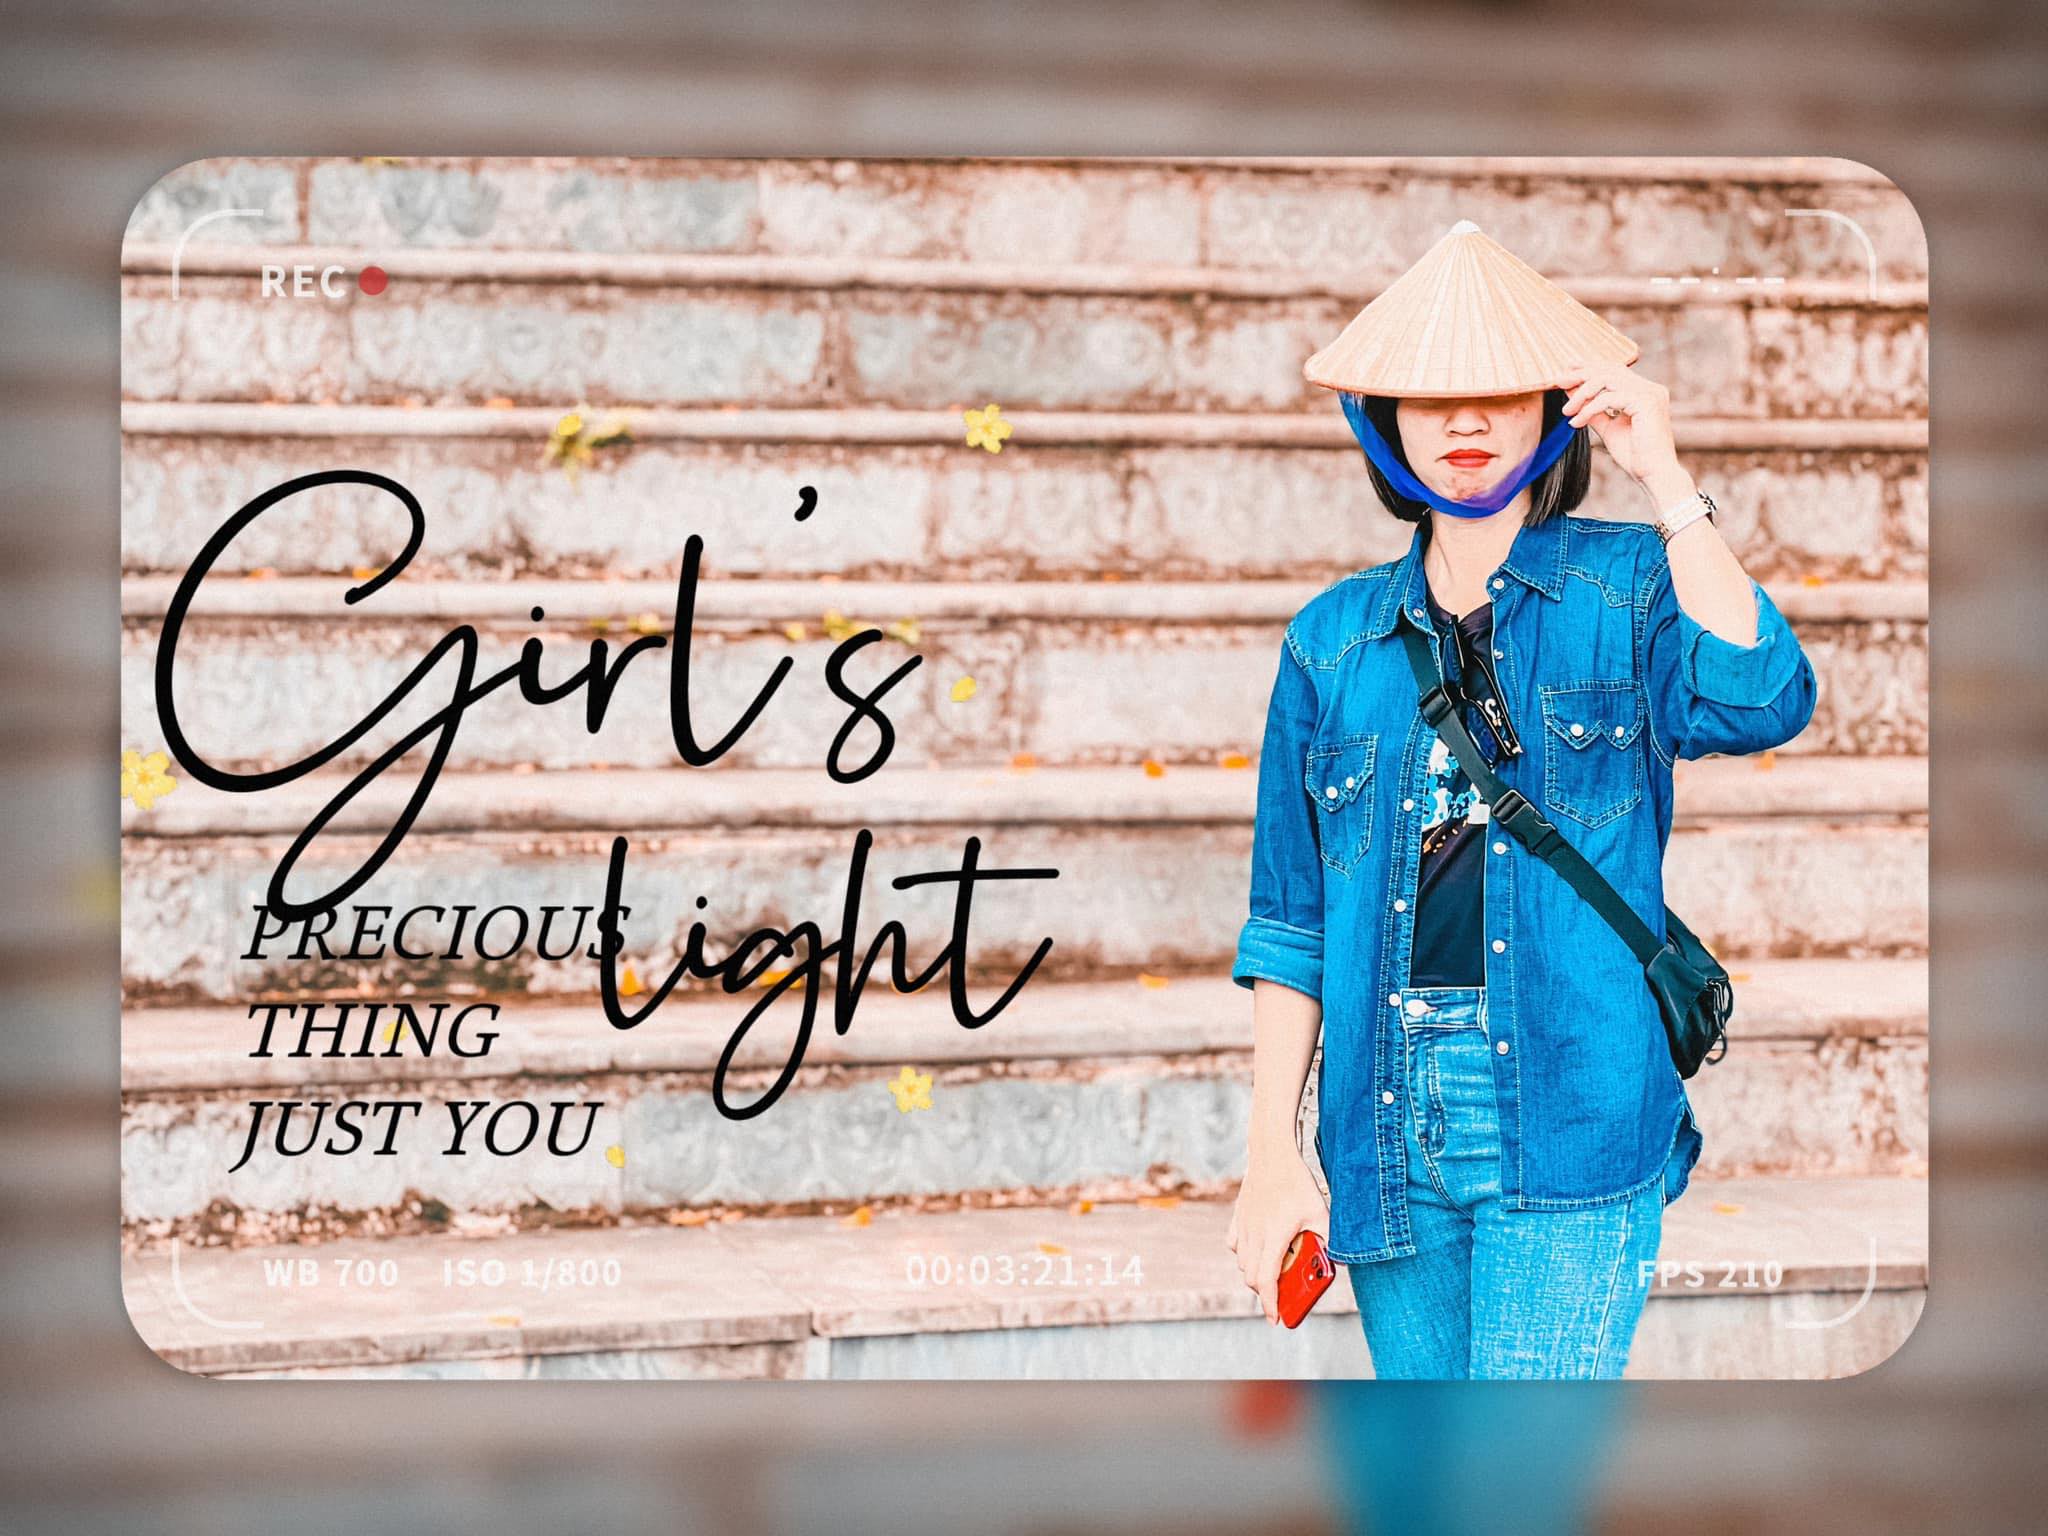 REC
--:--
Girl's
light
PRECIOUS
THING
JUST YOU
WB 700 ISO 1/800 00:03:21:14 FPS 210